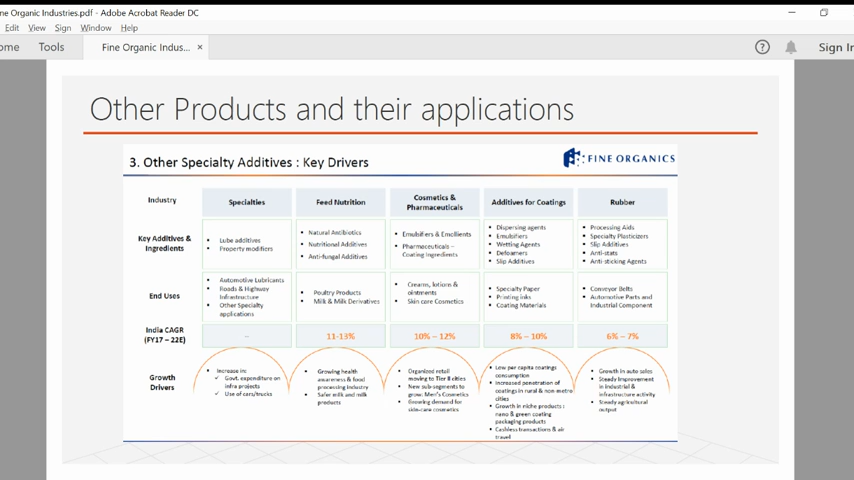 ne Organic Industries.pdf - Adobe Acrobat Reader DC
Edit View Sign Window Help
ome Tools Fine Organic Indus... × Sign In
Other Products and their applications
3. Other Specialty Additives : Key Drivers
FINE ORGANICS
Industry
Specialties
Feed Nutrition
Cosmetics &
Pharmaceuticals
Additives for Coatings
Rubber
Key Additives &
Ingredients
• Lube additives
• Property modifiers
• Natural Antibiotics
• Nutritional Additives
• Anti-fungal Additives
• Emulsifiers & Emollients
• Pharmaceuticals –
Coating Ingredients
• Dispersing agents
• Emulsifiers
• Wetting Agents
• Defoamers
• Slip Additives
• Processing Aids
• Specialty Plasticizers
• Slip Additives
• Anti-stats
• Anti-sticking Agents
End Uses
• Automotive Lubricants
• Roads & Highway
Infrastructure
• Other Specialty
applications
• Poultry Products
• Milk & Milk Derivatives
• Creams, lotions &
ointments
• Skin care Cosmetics
• Specialty Paper
• Printing inks
• Coating Materials
• Conveyor Belts
• Automotive Parts and
Industrial Component
India CAGR
(FY17 – 22E)
–
11-13%
10% – 12%
8% – 10%
6% – 7%
Growth
Drivers
• Increase in:
✓ Govt. expenditure on
infra projects
✓ Use of cars/trucks
• Growing health
awareness & food
processing industry
• Safer milk and milk
products
• Organized retail
moving to Tier II cities
• New sub-segments to
grow: Men's Cosmetics
• Growing demand for
skin-care cosmetics
• Low per capita coatings
consumption
• Increased penetration of
coatings in rural & non-metro
cities
• Growth in niche products :
nano & green coating
packaging products
• Cashless transactions & air
travel
• Growth in auto sales
• Steady improvement
in industrial &
infrastructure activity
• Steady agricultural
output